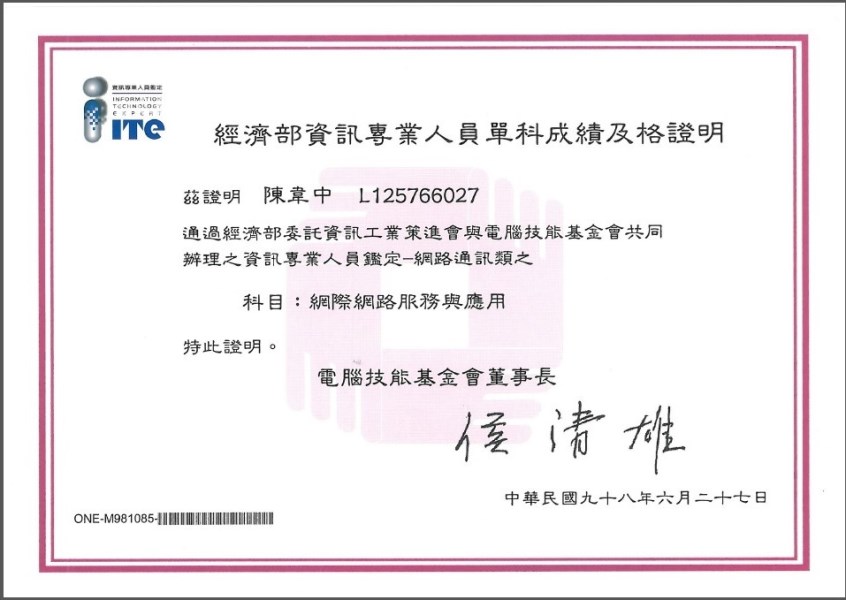 資訊專業人員鑑定
INFORMATION
TECHNOLOGY
EXPERT
iTe
經濟部資訊專業人員單科成績及格證明
茲證明 陳韋中 L125766027
通過經濟部委託資訊工業策進會與電腦技能基金會共同
辦理之資訊專業人員鑑定–網路通訊類之
科目：網際網路服務與應用
特此證明。
電腦技能基金會董事長
侯清雄
中華民國九十八年六月二十七日
ONE-M981085-